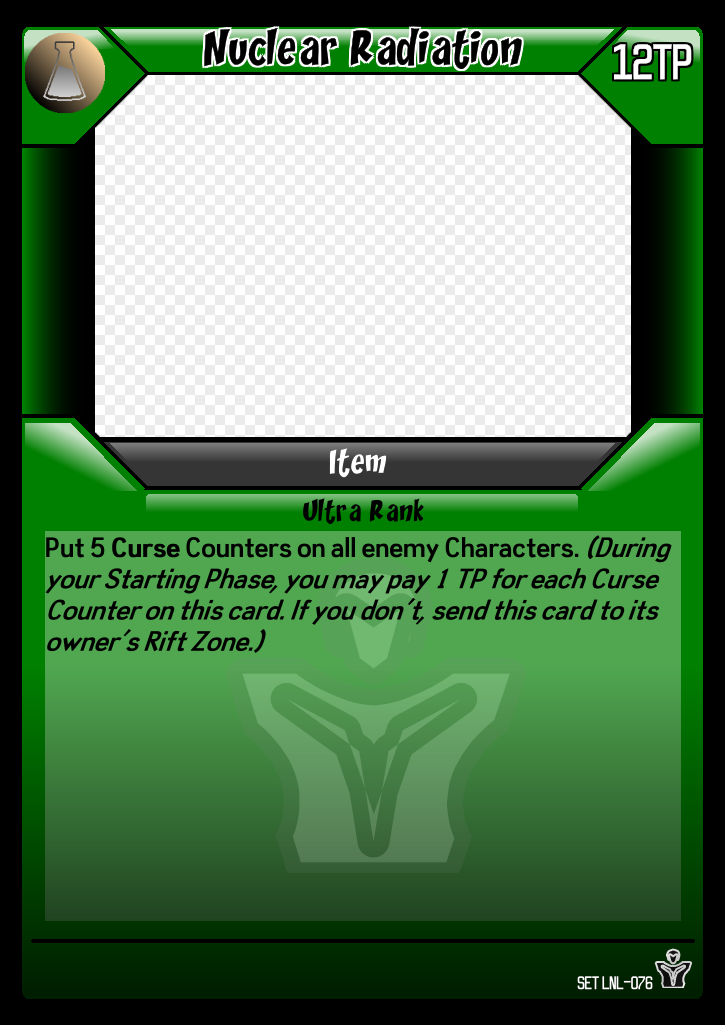 Nuclear Radiation
12TP
Item
Ultra Rank
Put 5 Curse Counters on all enemy Characters. (During
your Starting Phase, you may pay 1 TP for each Curse
Counter on this card. If you don't, send this card to its
owner's Rift Zone.)
SET LNL-076